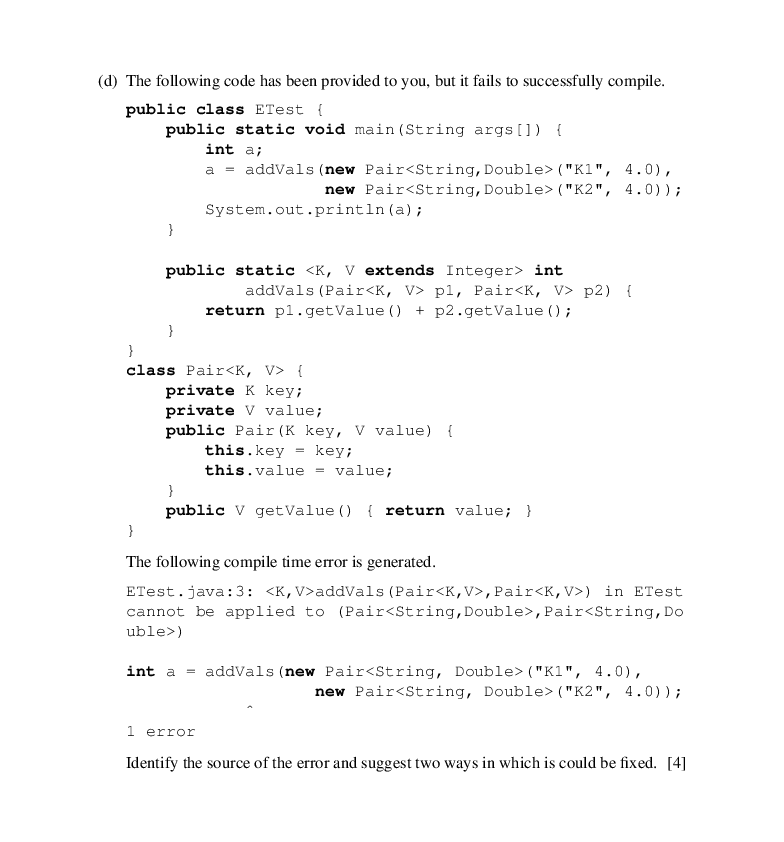 (d) The following code has been provided to you, but it fails to successfully compile.
public class ETest {
    public static void main(String args[]) {
        int a;
        a = addVals(new Pair<String,Double>("K1", 4.0),
                    new Pair<String,Double>("K2", 4.0));
        System.out.println(a);
    }

    public static <K, V extends Integer> int
            addVals(Pair<K, V> p1, Pair<K, V> p2) {
        return p1.getValue() + p2.getValue();
    }
}
class Pair<K, V> {
    private K key;
    private V value;
    public Pair(K key, V value) {
        this.key = key;
        this.value = value;
    }
    public V getValue() { return value; }
}
The following compile time error is generated.
ETest.java:3: <K,V>addVals(Pair<K,V>,Pair<K,V>) in ETest
cannot be applied to (Pair<String,Double>,Pair<String,Do
uble>)

int a = addVals(new Pair<String, Double>("K1", 4.0),
                   new Pair<String, Double>("K2", 4.0));
            ^
1 error
Identify the source of the error and suggest two ways in which is could be fixed. [4]